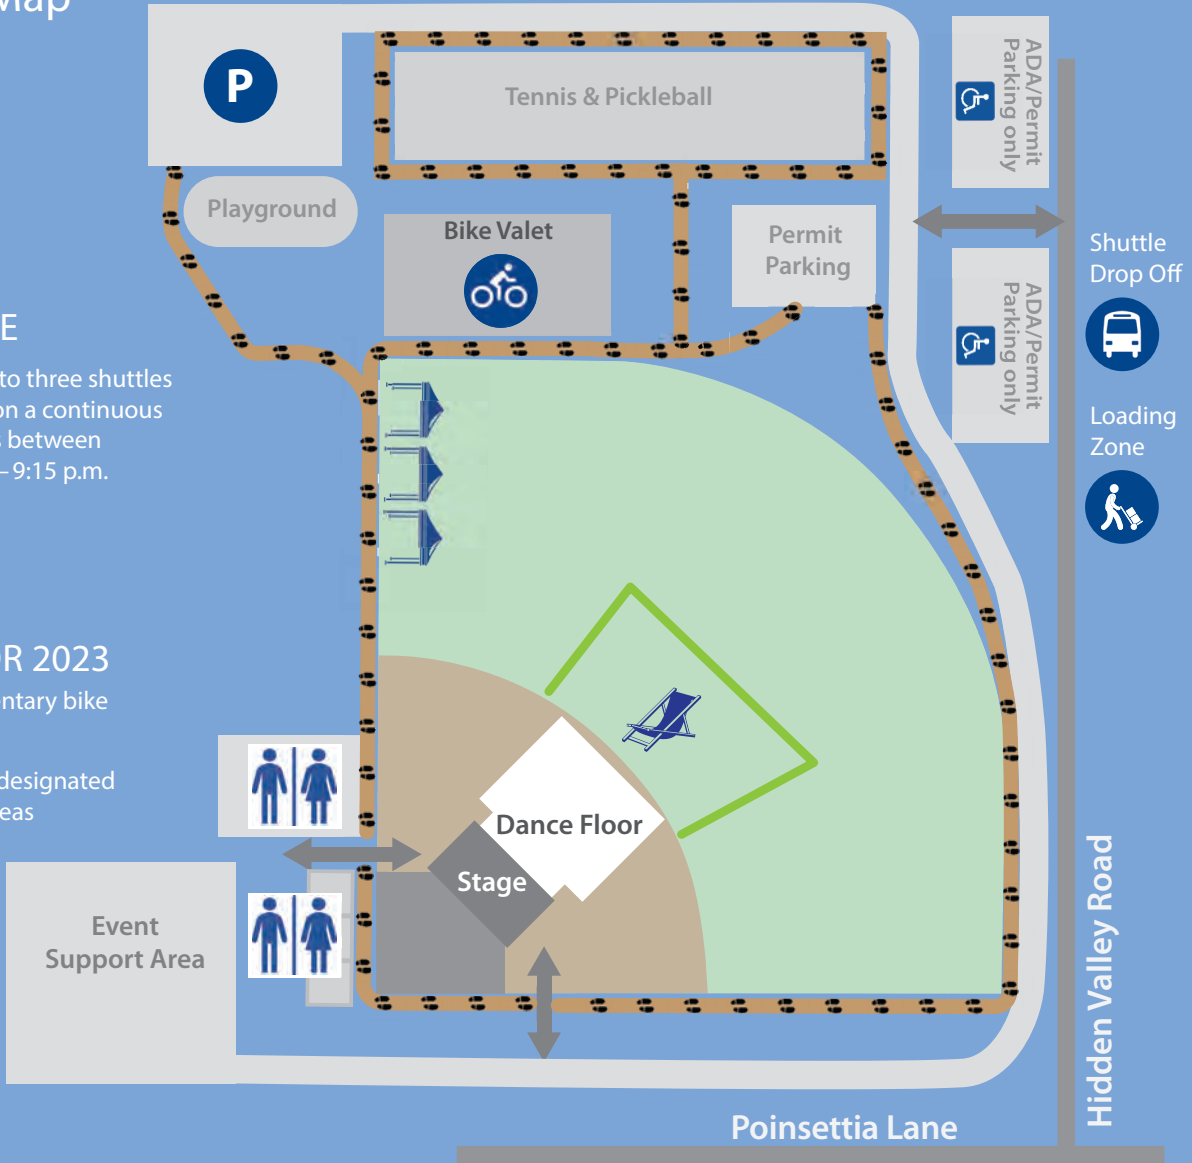 Map
P
Tennis & Pickleball
ADA/Permit
Parking only
Playground
Bike Valet
Permit
Parking
Shuttle
Drop Off
ADA/Permit
Parking only
E
to three shuttles
on a continuous
between
– 9:15 p.m.
Loading
Zone
R 2023
bike
designated
Dance Floor
Stage
Event
Support Area
Hidden Valley Road
Poinsettia Lane